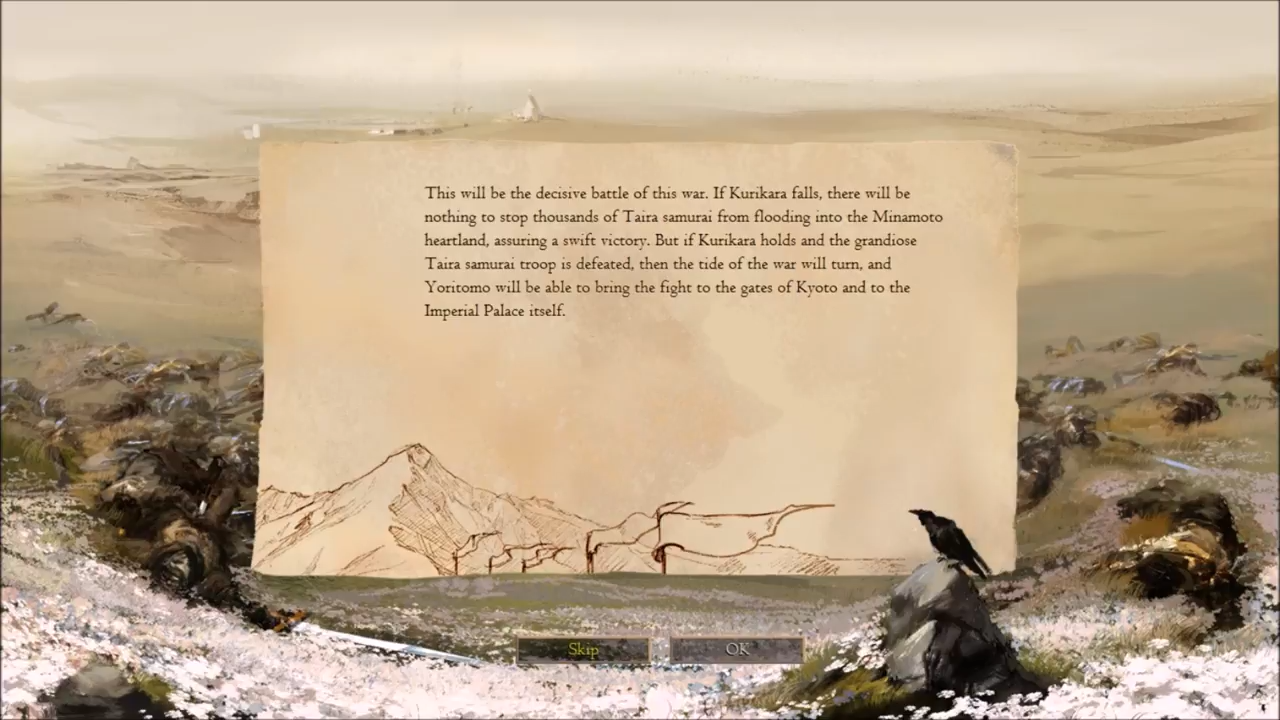 This will be the decisive battle of this war. If Kurikara falls, there will be
nothing to stop thousands of Taira samurai from flooding into the Minamoto
heartland, assuring a swift victory. But if Kurikara holds and the grandiose
Taira samurai troop is defeated, then the tide of the war will turn, and
Yoritomo will be able to bring the fight to the gates of Kyoto and to the
Imperial Palace itself.
Skip
OK